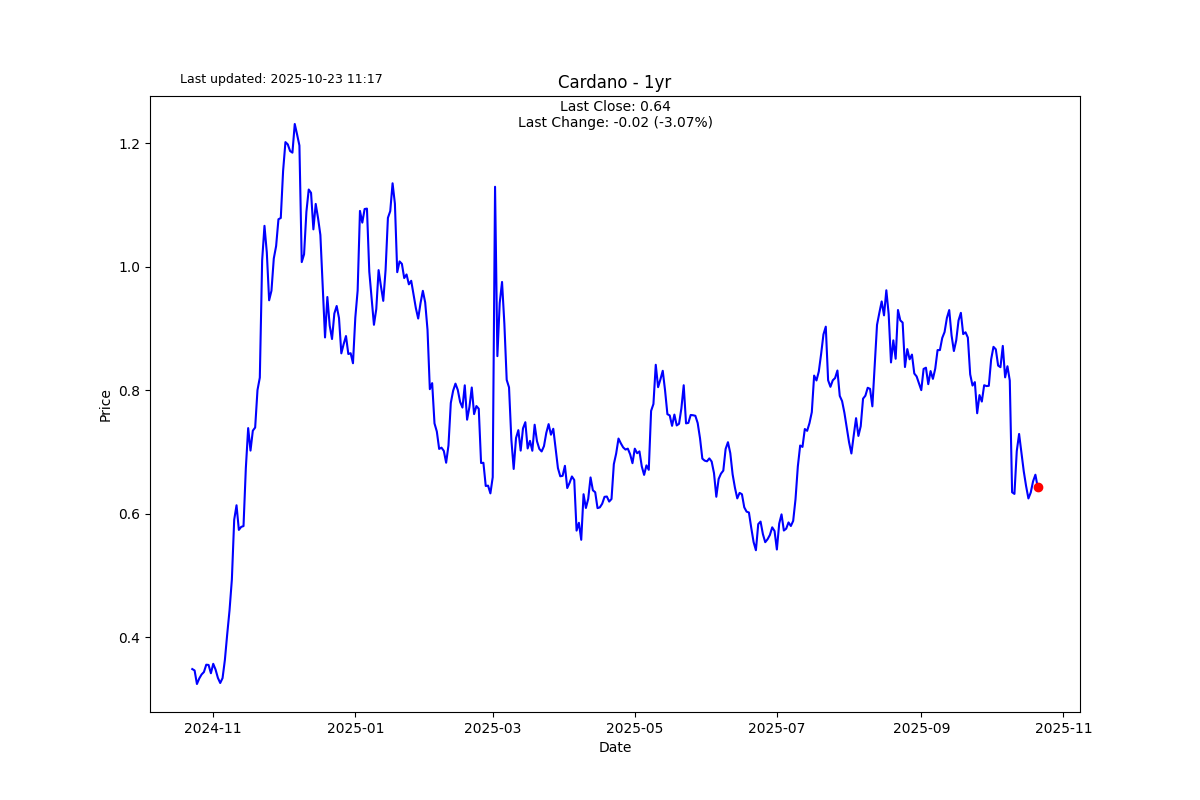 Last updated: 2025-10-23 11:17
Cardano - 1yr
Last Close: 0.64
Last Change: -0.02 (-3.07%)
1.2
1.0
0.8
0.6
0.4
Price
2024-11 2025-01 2025-03 2025-05 2025-07 2025-09 2025-11
Date